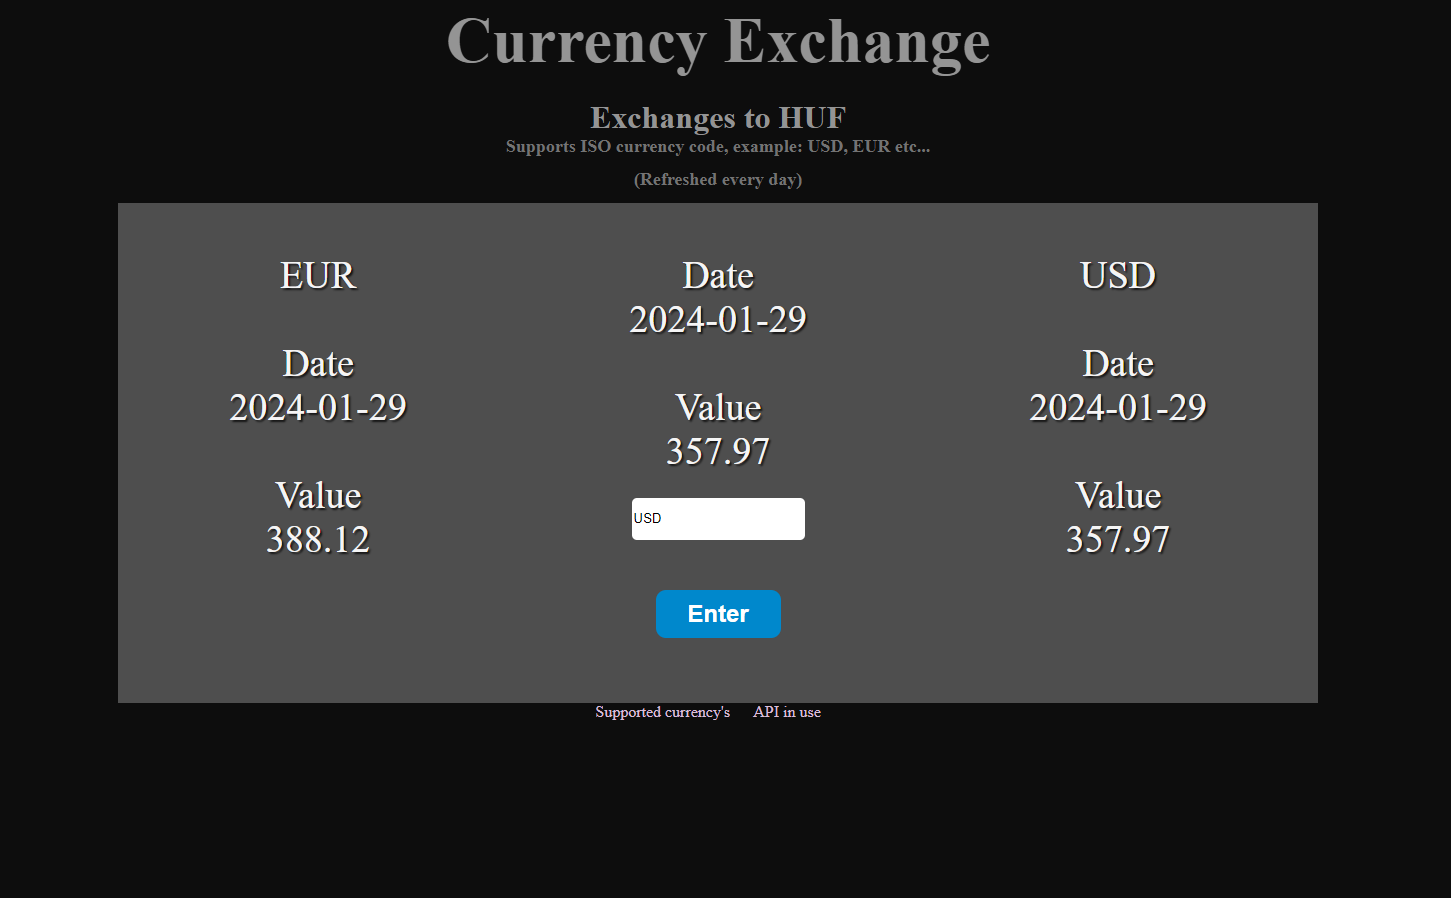 Currency Exchange
Exchanges to HUF
Supports ISO currency code, example: USD, EUR etc...
(Refreshed every day)
EUR
Date
2024-01-29
Value
388.12
Date
2024-01-29
Value
357.97
USD
Enter
USD
Date
2024-01-29
Value
357.97
Supported currency's
API in use